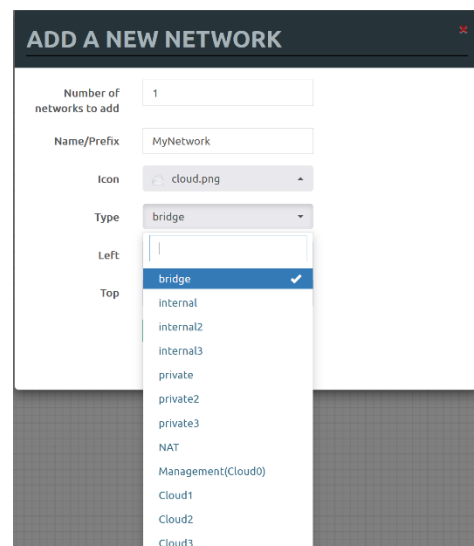 ADD A NEW NETWORK
×
Number of
networks to add
1
Name/Prefix
MyNetwork
Icon
cloud.png
Type
bridge
Left
bridge
Top
internal
internal2
internal3
private
private2
private3
NAT
Management(Cloud0)
Cloud1
Cloud2
Cloud3